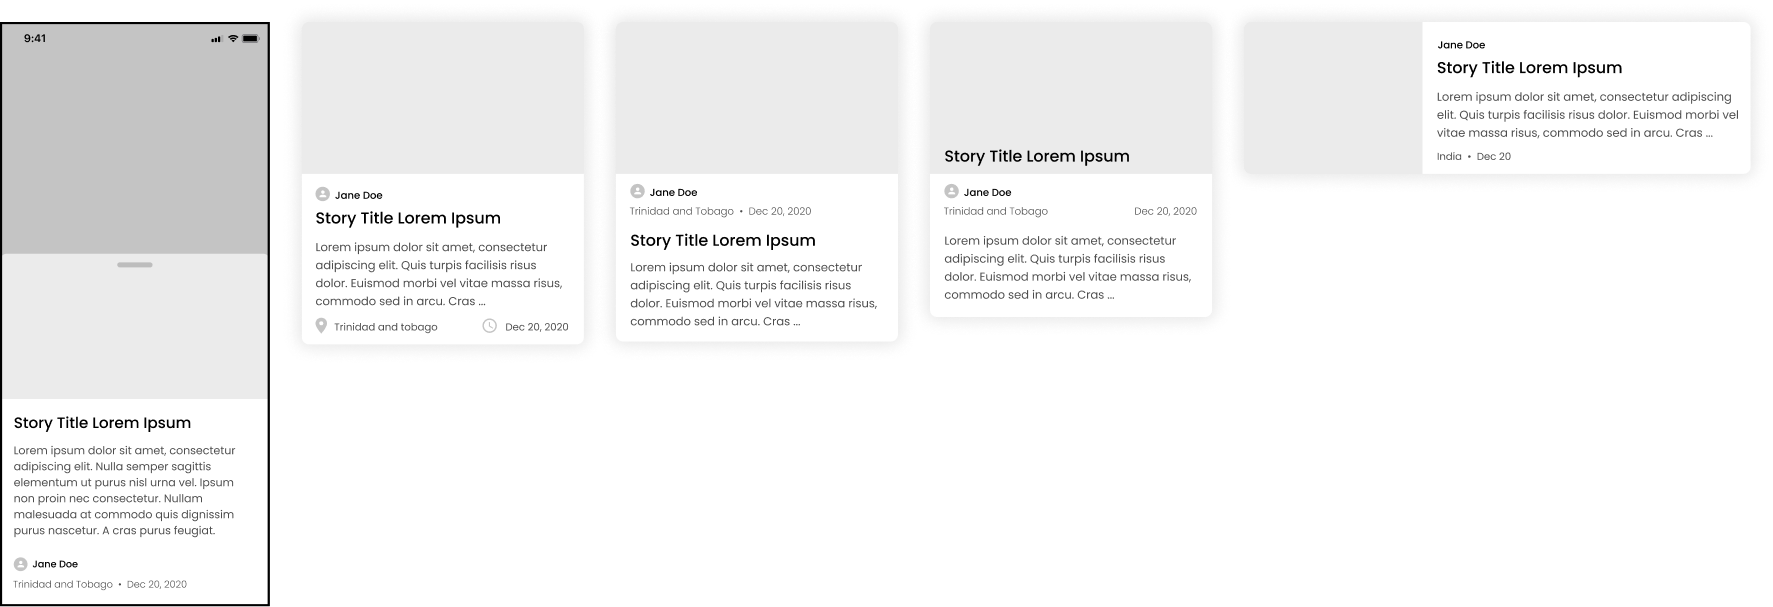 9:41
Story Title Lorem Ipsum
Lorem ipsum dolor sit amet, consectetur
adipiscing elit. Nulla semper sagittis
elementum ut purus nisl urna vel. Ipsum
non proin nec consectetur. Nullam
malesuada at commodo quis dignissim
purus nascetur. A cras purus feugiat.
Jane Doe
Trinidad and Tobago • Dec 20, 2020
Jane Doe
Story Title Lorem Ipsum
Lorem ipsum dolor sit amet, consectetur
adipiscing elit. Quis turpis facilisis risus
dolor. Euismod morbi vel vitae massa risus,
commodo sed in arcu. Cras ...
Trinidad and tobago Dec 20, 2020
Jane Doe
Trinidad and Tobago • Dec 20, 2020
Story Title Lorem Ipsum
Lorem ipsum dolor sit amet, consectetur
adipiscing elit. Quis turpis facilisis risus
dolor. Euismod morbi vel vitae massa risus,
commodo sed in arcu. Cras ...
Story Title Lorem Ipsum
Jane Doe
Trinidad and Tobago Dec 20, 2020
Lorem ipsum dolor sit amet, consectetur
adipiscing elit. Quis turpis facilisis risus
dolor. Euismod morbi vel vitae massa risus,
commodo sed in arcu. Cras ...
Jane Doe
Story Title Lorem Ipsum
Lorem ipsum dolor sit amet, consectetur adipiscing
elit. Quis turpis facilisis risus dolor. Euismod morbi vel
vitae massa risus, commodo sed in arcu. Cras ...
India • Dec 20